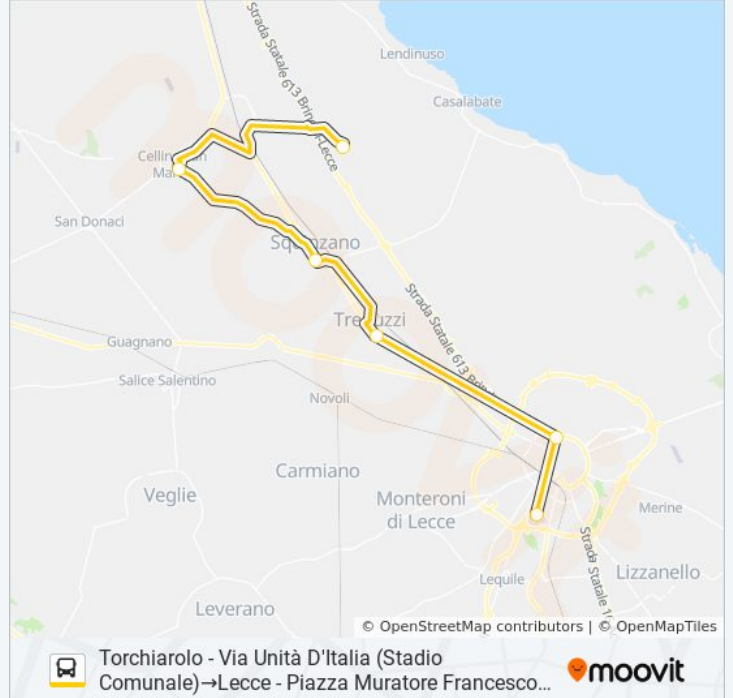 Strada Statale 613 Brindisi-Lecce
Lendinuso
Casalabate
Cellino San
Marco
San Donaci
Squinzano
Trepuzzi
Strada Statale 613 Brindi
Guagnano
Salice Salentino
Novoli
Carmiano
Veglie
Monteroni
di Lecce
Merine
Lequile
Strada Statale 1
Lizzanello
Leverano
© OpenStreetMap contributors | © OpenMapTiles
Torchiarolo - Via Unità D'Italia (Stadio
Comunale)→Lecce - Piazza Muratore Francesco...
moovit